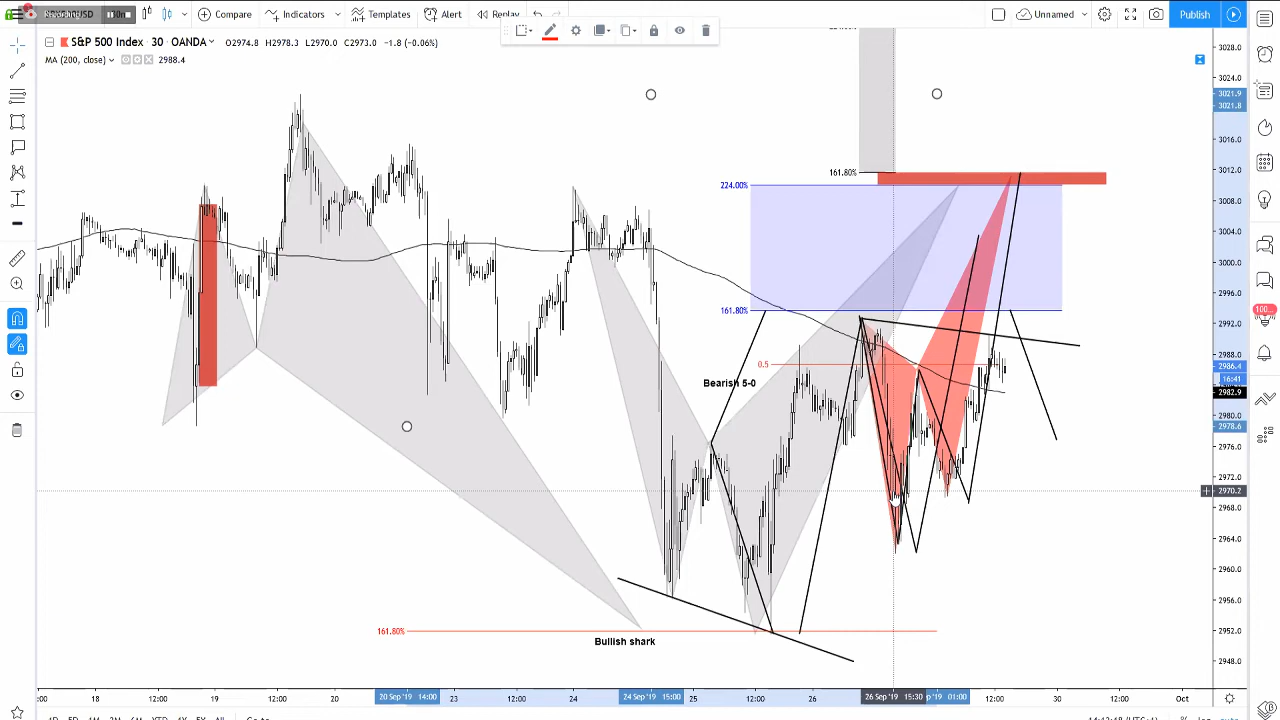 Compare
Indicators
Templates
Alert
Replay
Unnamed
Publish
S&P 500 Index · 30 · OANDA
O2974.8 H2978.3 L2970.0 C2973.0 -1.8 (-0.06%)
MA (200, close) 2988.4
161.80%
224.00%
161.80%
0.5
Bearish 5-0
161.80%
Bullish shark
3028.0
3024.0
3021.9
3021.8
3016.0
3012.0
3008.0
3004.0
3000.0
2996.0
2992.0
2988.0
2986.4
16:41
2982.9
2980.0
2978.6
2976.0
2972.0
2970.2
2968.0
2964.0
2960.0
2956.0
2952.0
2948.0
100...
:00 18 12:00 19 12:00 20 20 Sep '19 14:00 23 12:00 24 24 Sep '19 15:00 25 12:00 26 26 Sep '19 15:30 01:00 12:00 30 12:00 Oct